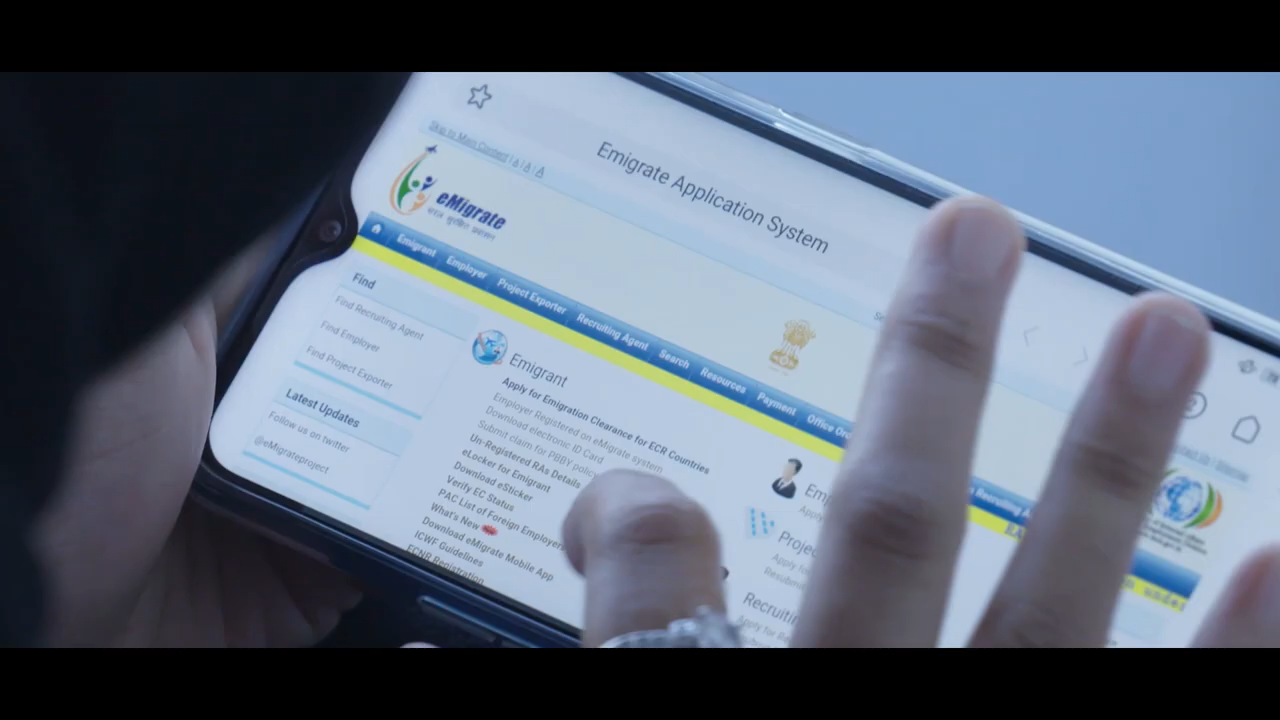 Emigrate Application System
Skip to Main Content | A | A | A
eMigrate
Emigrant
Employer
Project Exporter
Recruiting Agent
Search
Resources
Payment
Office
Find
Find Recruiting Agent
Find Employer
Find Project Exporter
Latest Updates
Follow us on twitter
@eMigrateproject
Emigrant
Apply for Emigration Clearance for ECR Countries
Employer Registered on eMigrate system
Download electronic ID Card
Submit claim for PBBY policy
Un-Registered RAs Details
eLocker for Emigrant
Download eSticker
Verify EC Status
PAC List of Foreign Employers
What's New
Download eMigrate Mobile App
ICWF Guidelines
ECNR Registration